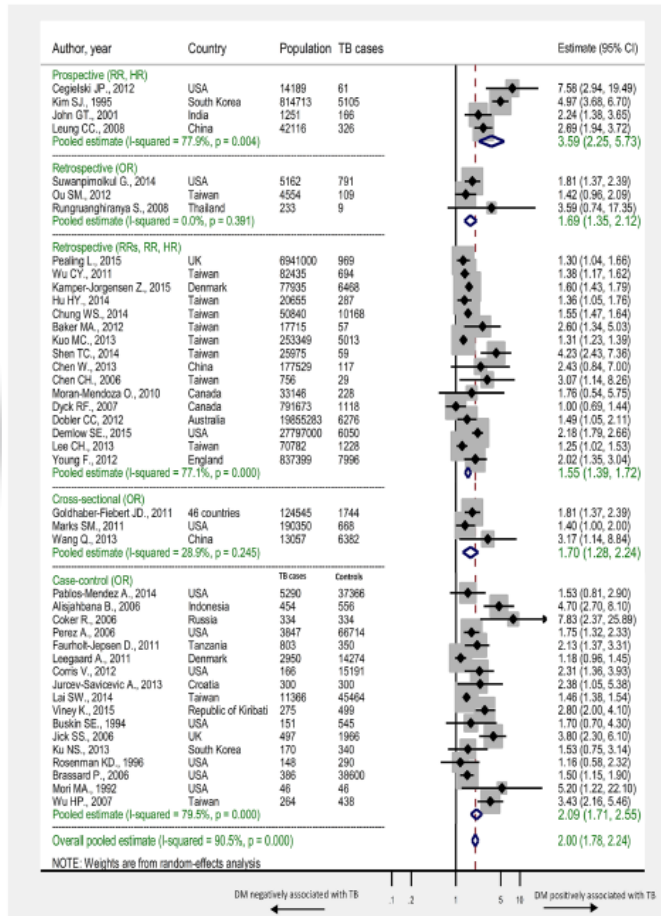 Author, year Country Population TB cases Estimate (95% CI)
Prospective (RR, HR)
Cegielski JP., 2012 USA 14189 61 7.58 (2.94, 19.49)
Kim SJ., 1995 South Korea 814713 5105 4.97 (3.68, 6.70)
John GT., 2001 India 1251 166 2.24 (1.38, 3.65)
Leung CC., 2008 China 42116 326 2.69 (1.94, 3.72)
Pooled estimate (I-squared = 77.9%, p = 0.004) 3.59 (2.25, 5.73)
Retrospective (OR)
Suwanpimolkul G., 2014 USA 5162 791 1.81 (1.37, 2.39)
Ou SM., 2012 Taiwan 4554 109 1.42 (0.96, 2.09)
Rungruanghiranya S., 2008 Thailand 233 9 3.59 (0.74, 17.35)
Pooled estimate (I-squared = 0.0%, p = 0.391) 1.69 (1.35, 2.12)
Retrospective (RRs, RR, HR)
Pealing L., 2015 UK 6941000 969 1.30 (1.04, 1.66)
Wu CY., 2011 Taiwan 82435 694 1.38 (1.17, 1.62)
Kamper-Jorgensen Z., 2015 Denmark 77935 6468 1.60 (1.43, 1.79)
Hu HY., 2014 Taiwan 20655 287 1.36 (1.05, 1.76)
Chung WS., 2014 Taiwan 50840 10168 1.55 (1.47, 1.64)
Baker MA., 2012 Taiwan 17715 57 2.60 (1.34, 5.03)
Kuo MC., 2013 Taiwan 253349 5013 1.31 (1.23, 1.39)
Shen TC., 2014 Taiwan 25975 59 4.23 (2.43, 7.36)
Chen W., 2013 China 177529 117 2.43 (0.84, 7.00)
Chen CH., 2006 Taiwan 756 29 3.07 (1.14, 8.26)
Moran-Mendoza O., 2010 Canada 33146 228 1.76 (0.54, 5.75)
Dyck RF., 2007 Canada 791673 1118 1.00 (0.69, 1.44)
Dobler CC., 2012 Australia 19855283 6276 1.49 (1.05, 2.11)
Demlow SE., 2015 USA 27797000 6050 2.18 (1.79, 2.66)
Lee CH., 2013 Taiwan 70782 1228 1.25 (1.02, 1.53)
Young F., 2012 England 837399 7996 2.02 (1.35, 3.04)
Pooled estimate (I-squared = 77.1%, p = 0.000) 1.55 (1.39, 1.72)
Cross-sectional (OR)
Goldhaber-Fiebert JD., 2011 46 countries 124545 1744 1.81 (1.37, 2.39)
Marks SM., 2011 USA 190350 668 1.40 (1.00, 2.00)
Wang Q., 2013 China 13057 6382 3.17 (1.14, 8.84)
Pooled estimate (I-squared = 28.9%, p = 0.245) 1.70 (1.28, 2.24)
Case-control (OR) TB cases Controls
Pablos-Mendez A., 2014 USA 5290 37366 1.53 (0.81, 2.90)
Alisjahbana B., 2006 Indonesia 454 556 4.70 (2.70, 8.10)
Coker R., 2006 Russia 334 334 7.83 (2.37, 25.89)
Perez A., 2006 USA 3847 66714 1.75 (1.32, 2.33)
Faurholt-Jepsen D., 2011 Tanzania 803 350 2.13 (1.37, 3.31)
Leegaard A., 2011 Denmark 2950 14274 1.18 (0.96, 1.45)
Corris V., 2012 USA 166 15191 2.31 (1.36, 3.93)
Jurcev-Savicevic A., 2013 Croatia 300 300 2.38 (1.05, 5.38)
Lai SW., 2014 Taiwan 11366 45464 1.46 (1.38, 1.54)
Viney K., 2015 Republic of Kiribati 275 499 2.80 (2.00, 4.10)
Buskin SE., 1994 USA 151 545 1.70 (0.70, 4.30)
Jick SS., 2006 UK 497 1966 3.80 (2.30, 6.10)
Ku NS., 2013 South Korea 170 340 1.53 (0.75, 3.14)
Rosenman KD., 1996 USA 148 290 1.16 (0.58, 2.32)
Brassard P., 2006 USA 386 38600 1.50 (1.15, 1.90)
Mori MA., 1992 USA 46 46 5.20 (1.22, 22.10)
Wu HP., 2007 Taiwan 264 438 3.43 (2.16, 5.46)
Pooled estimate (I-squared = 79.5%, p = 0.000) 2.09 (1.71, 2.55)
Overall pooled estimate (I-squared = 90.5%, p = 0.000) 2.00 (1.78, 2.24)
NOTE: Weights are from random-effects analysis
DM negatively associated with TB .1 .2 1 5 10 DM positively associated with TB